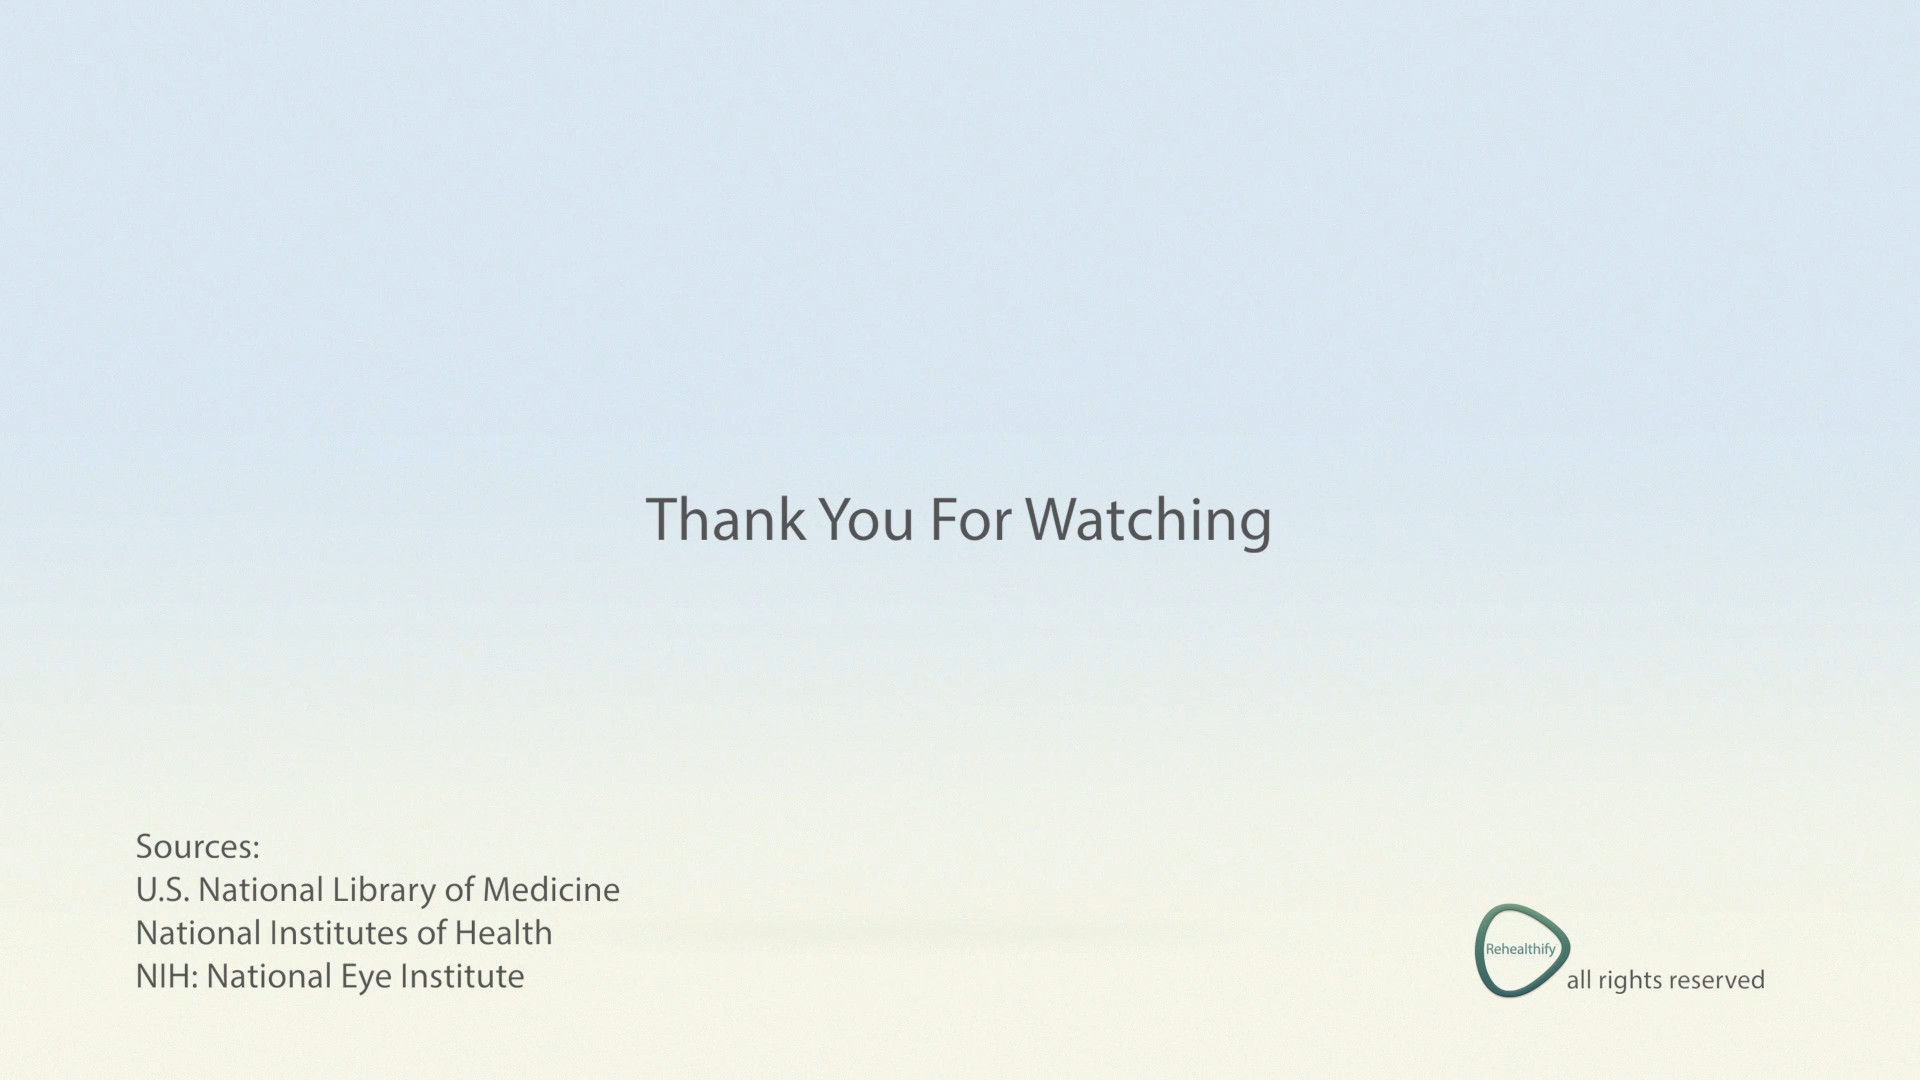 Thank You For Watching
Sources:
U.S. National Library of Medicine
National Institutes of Health
NIH: National Eye Institute
Rehealthify
all rights reserved